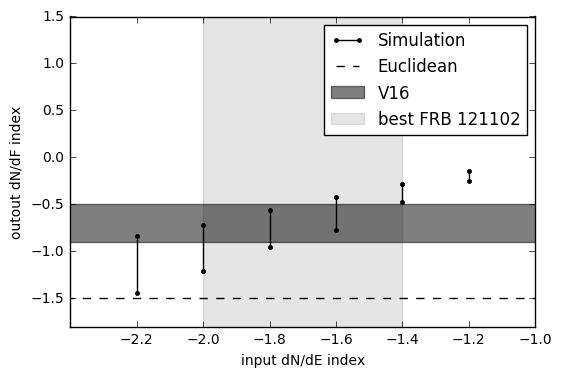 1.5
1.0
0.5
0.0
−0.5
−1.0
−1.5
outout dN/dF index
Simulation
Euclidean
V16
best FRB 121102
−2.2
−2.0
−1.8
−1.6
−1.4
−1.2
−1.0
input dN/dE index